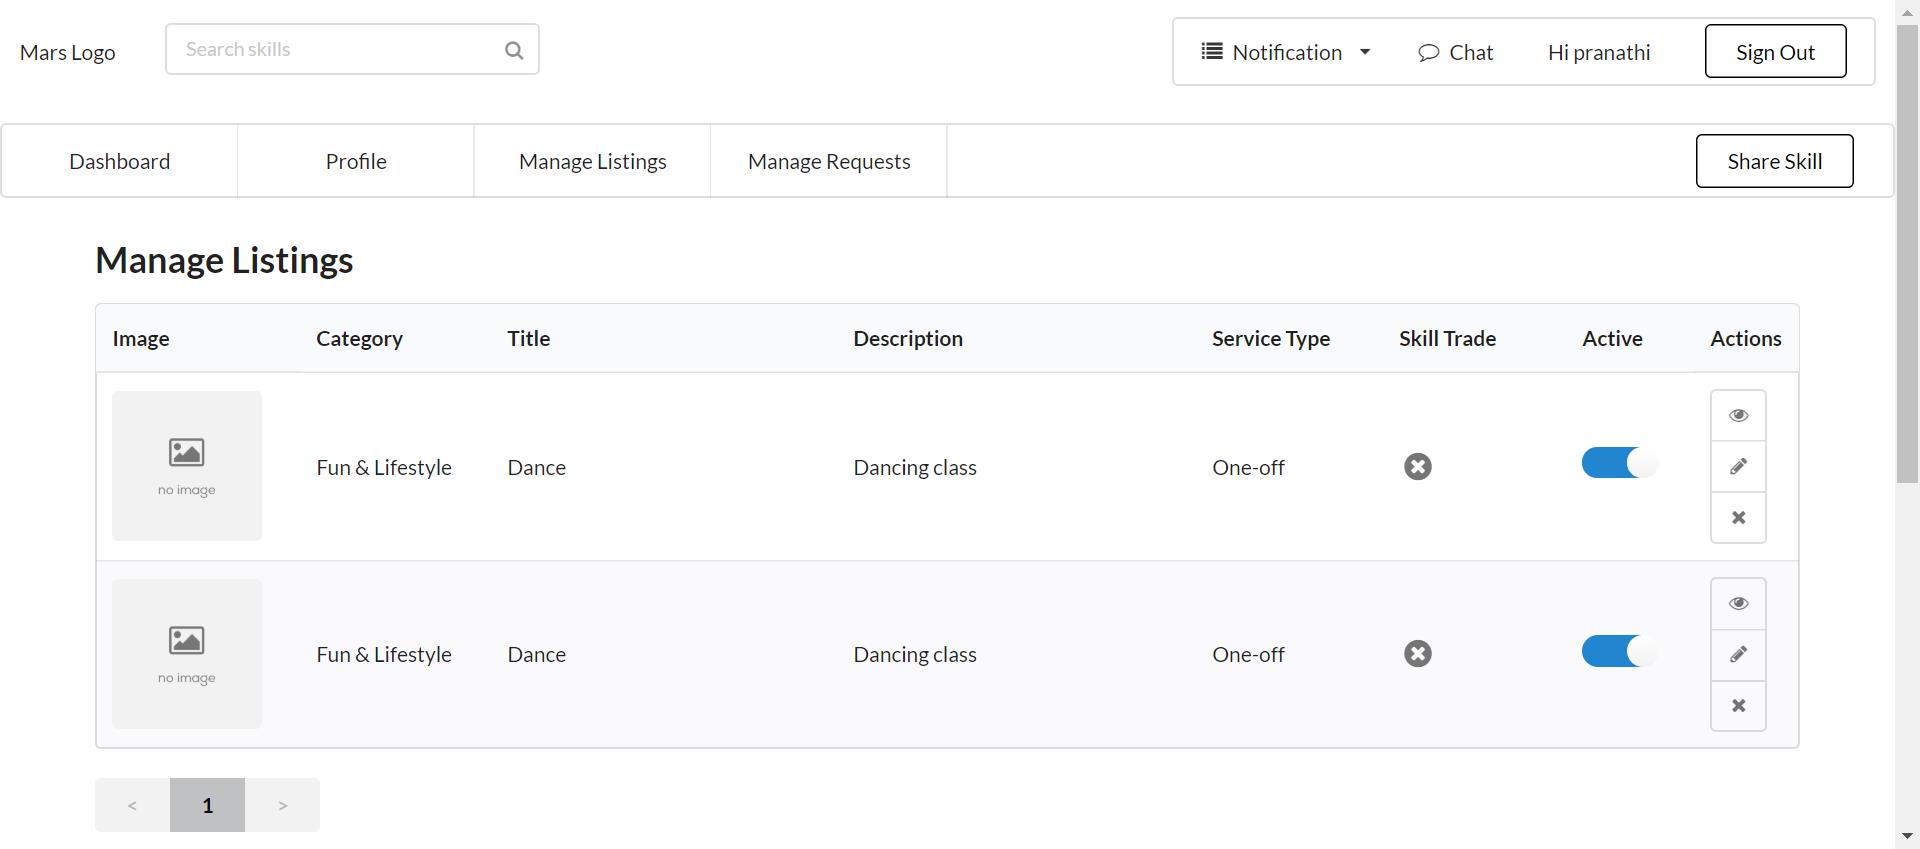 Mars Logo
Search skills
Notification
Chat
Hi pranathi
Sign Out
Dashboard
Profile
Manage Listings
Manage Requests
Share Skill
Manage Listings
Image Category Title Description Service Type Skill Trade Active Actions
no image
Fun & Lifestyle Dance Dancing class One-off
no image
Fun & Lifestyle Dance Dancing class One-off
< 1 >